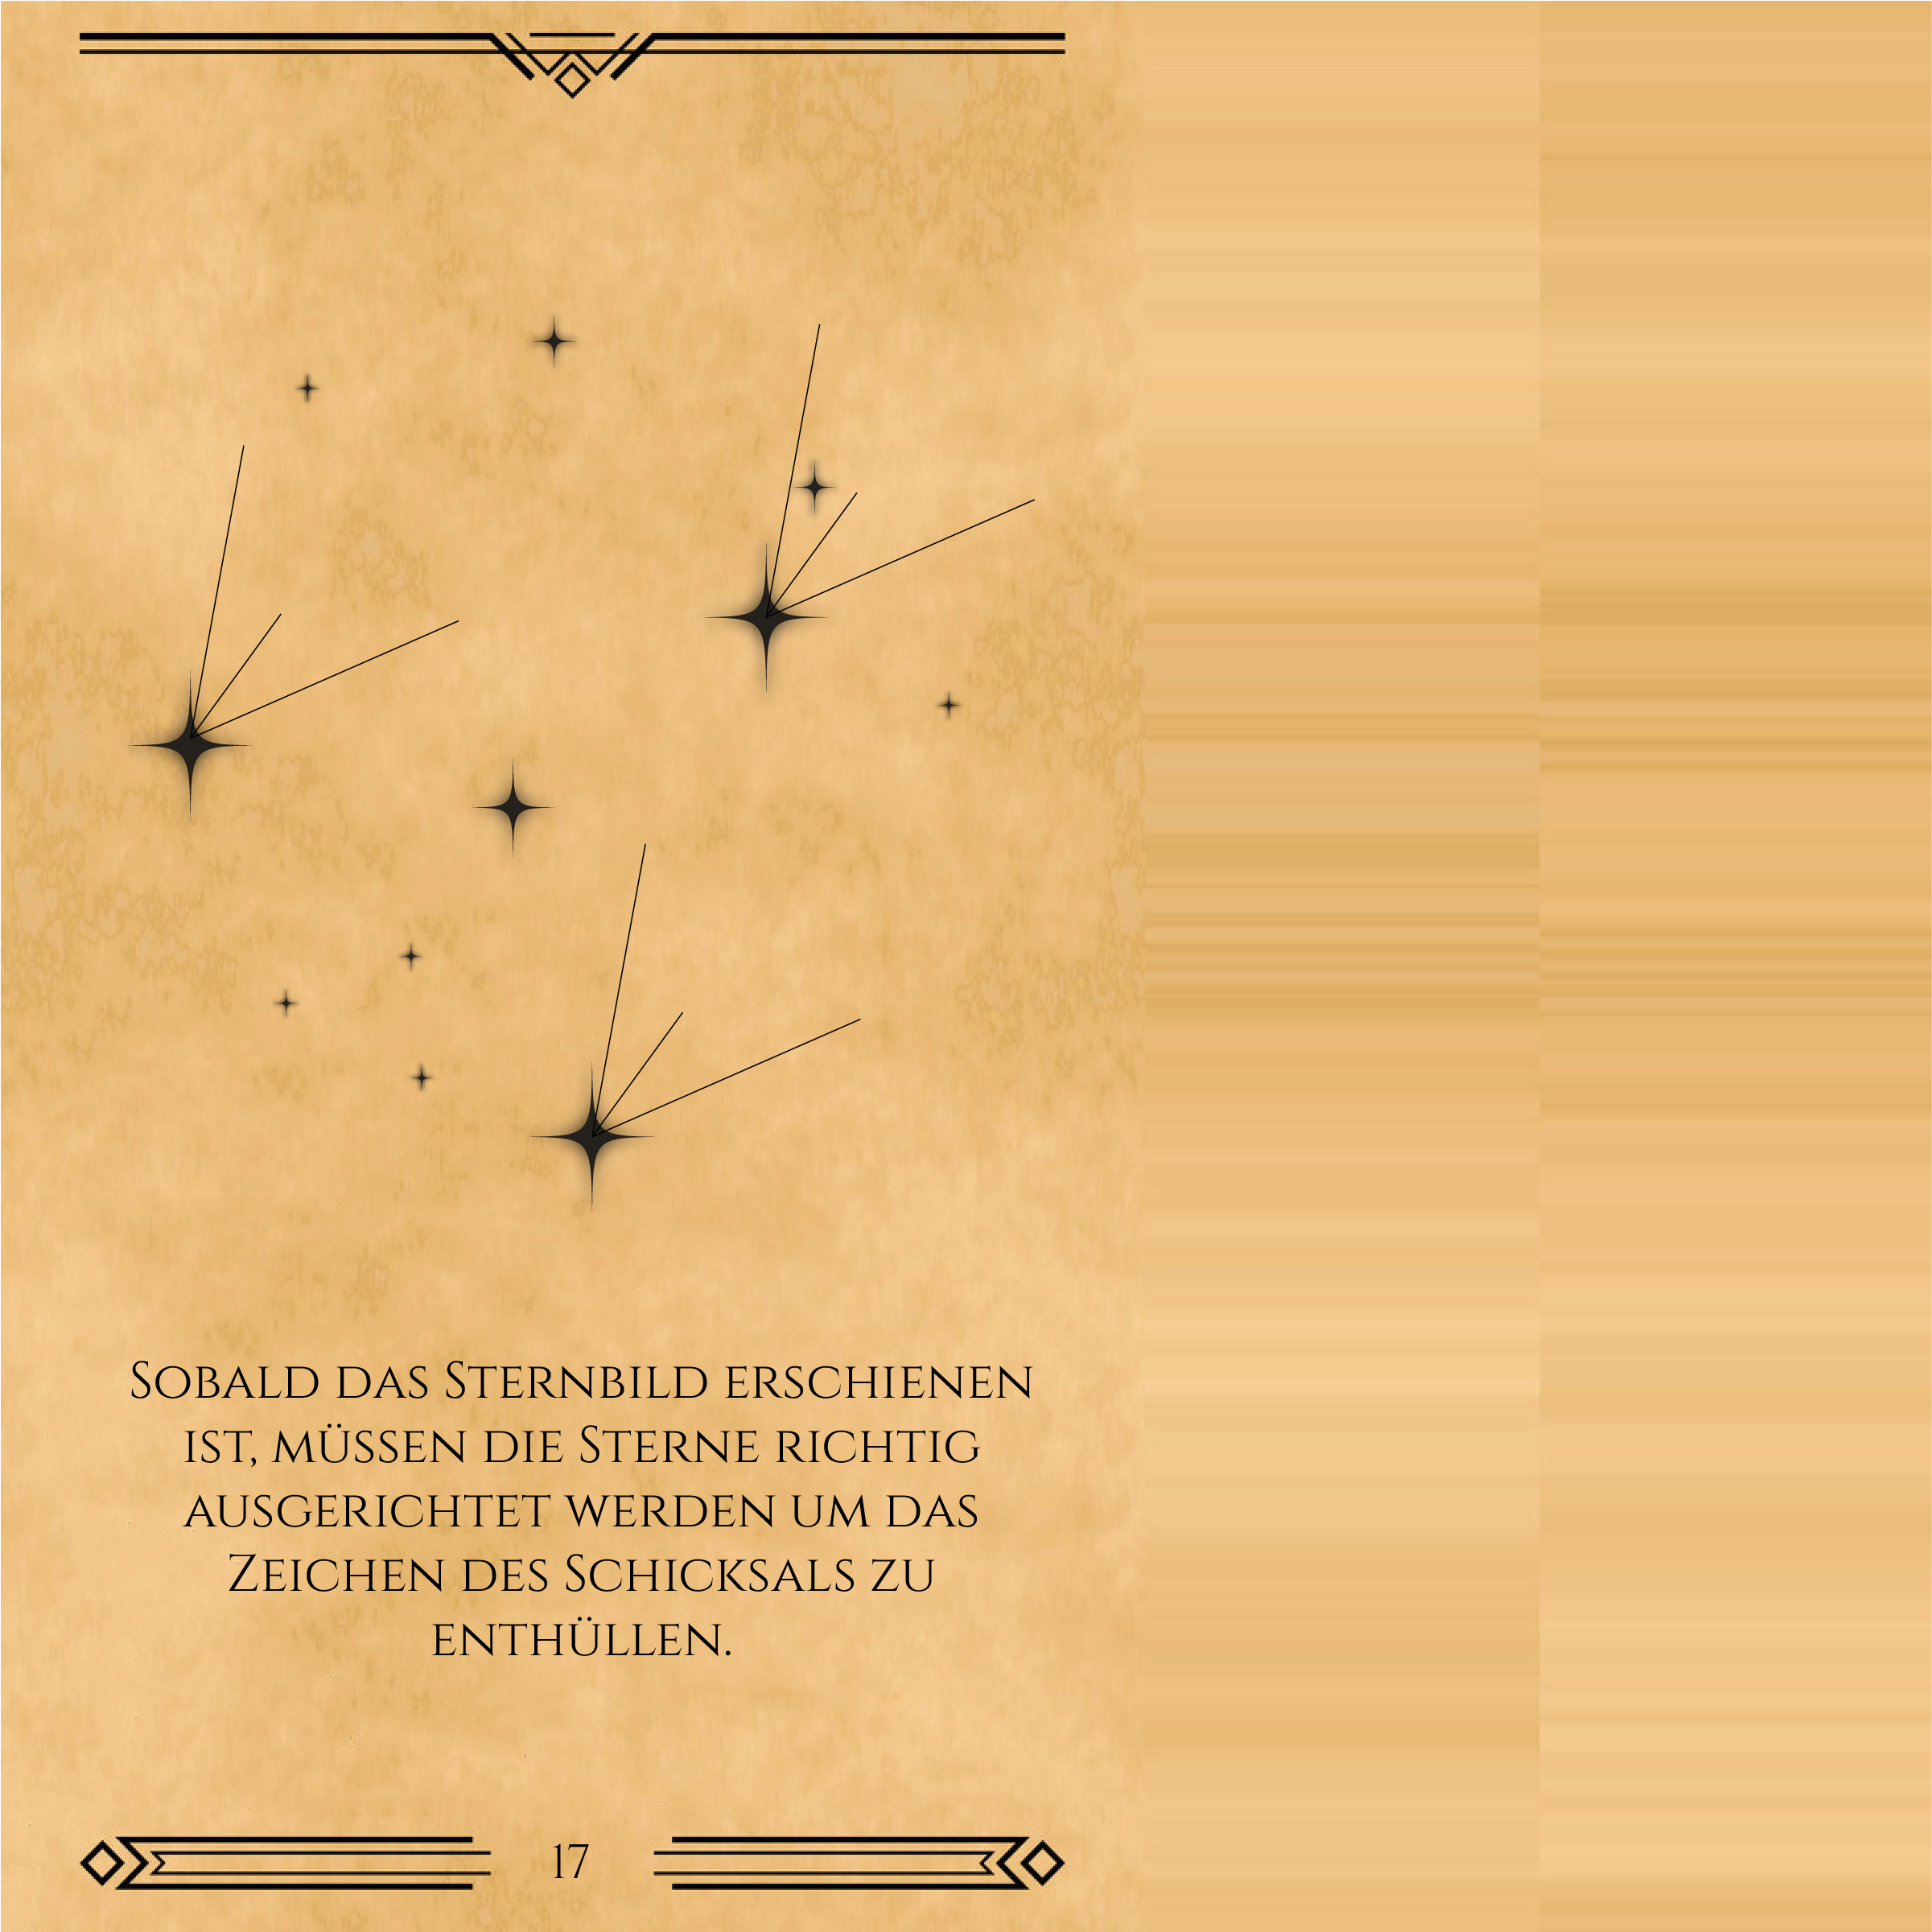 Sobald das Sternbild erschienen
ist, müssen die Sterne richtig
ausgerichtet werden um das
Zeichen des Schicksals zu
enthüllen.
17